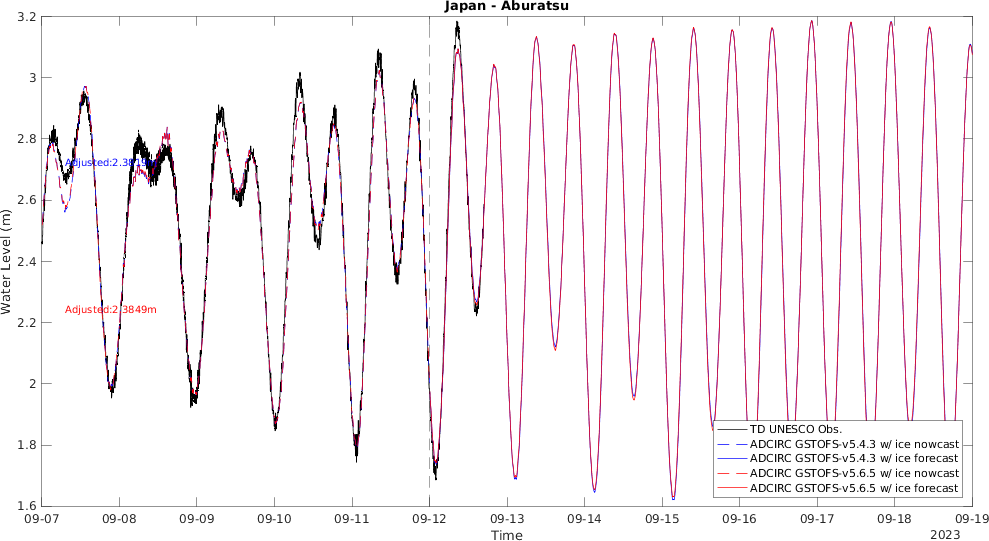 Japan - Aburatsu
Water Level (m)
3.2
3
2.8
2.6
2.4
2.2
2
1.8
1.6
Adjusted:2.3819m
Adjusted:2.3849m
TD UNESCO Obs.
ADCIRC GSTOFS-v5.4.3 w/ ice nowcast
ADCIRC GSTOFS-v5.4.3 w/ ice forecast
ADCIRC GSTOFS-v5.6.5 w/ ice nowcast
ADCIRC GSTOFS-v5.6.5 w/ ice forecast
09-07 09-08 09-09 09-10 09-11 09-12 09-13 09-14 09-15 09-16 09-17 09-18 09-19
Time
2023